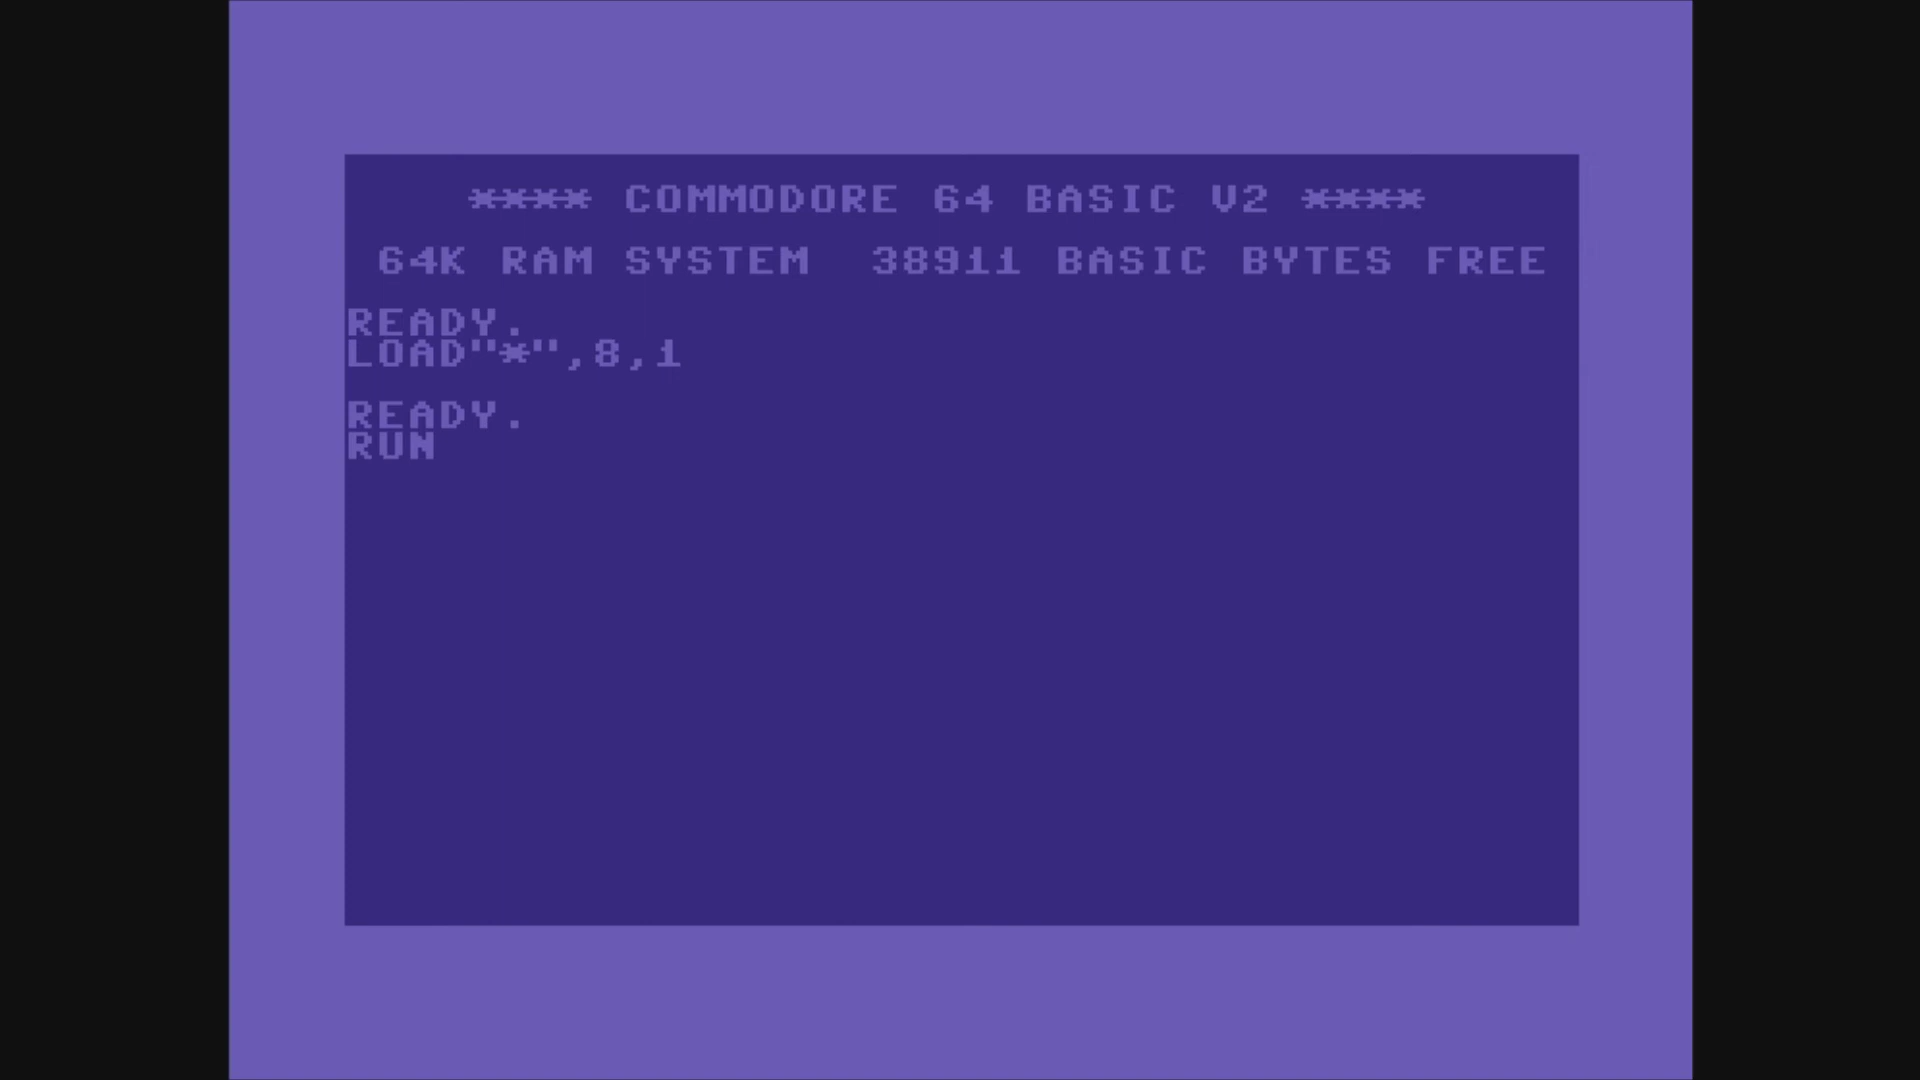 **** COMMODORE 64 BASIC V2 ****
64K RAM SYSTEM  38911 BASIC BYTES FREE
READY.
LOAD"*",8,1
READY.
RUN